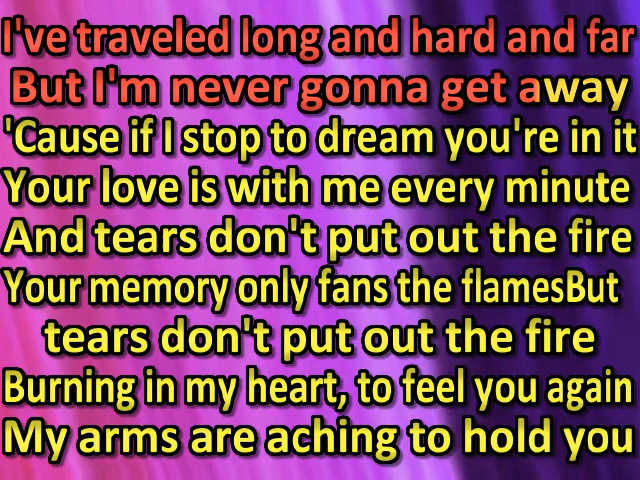 I've traveled long and hard and far
But I'm never gonna get away
'Cause if I stop to dream you're in it
Your love is with me every minute
And tears don't put out the fire
Your memory only fans the flamesBut
tears don't put out the fire
Burning in my heart, to feel you again
My arms are aching to hold you